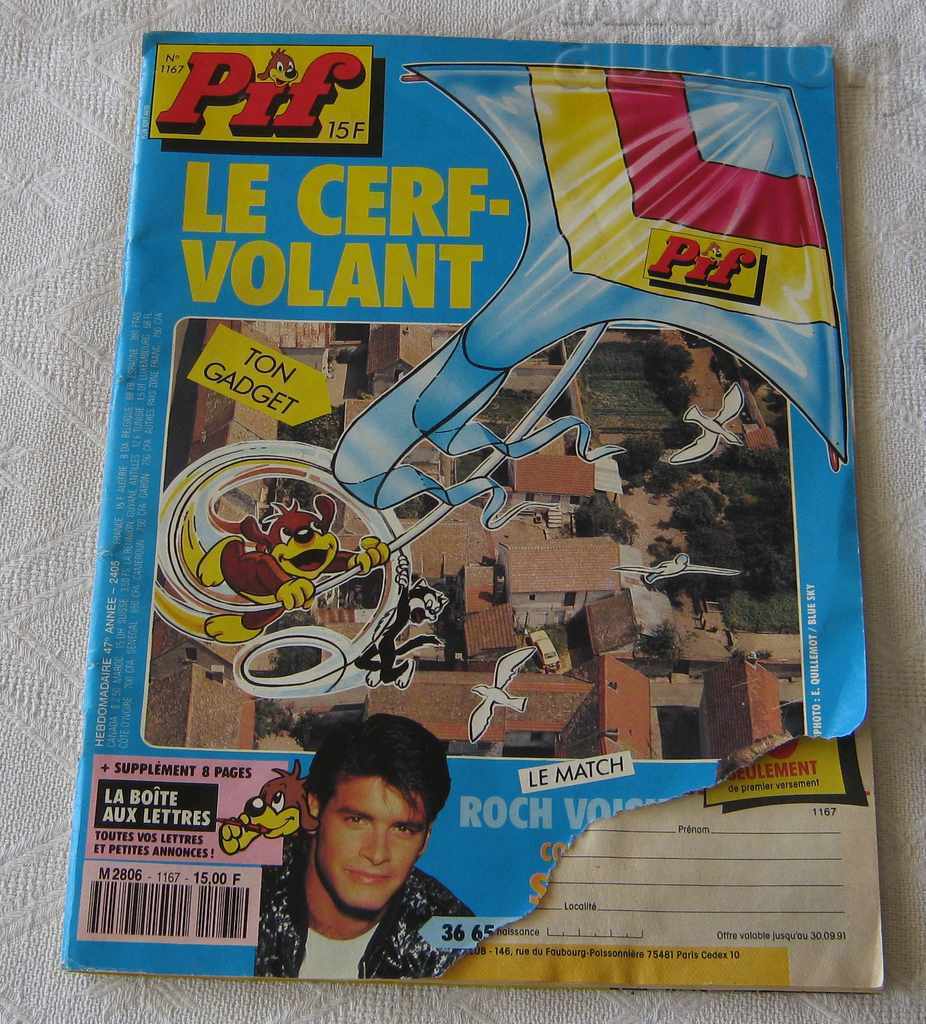 N°
1167
Pif
15F
LE CERF-
VOLANT
Pif
TON
GADGET
HEBDOMADAIRE 47e ANNÉE - 2405
PHOTO : E. QUILLEMOT / BLUE SKY
+ SUPPLÉMENT 8 PAGES
LA BOÎTE
AUX LETTRES
TOUTES VOS LETTRES
ET PETITES ANNONCES !
M 2806 - 1167 - 15,00 F
LE MATCH
ROCH
36 65
SEULEMENT
de premier versement
1167
Prénom
Localité
naissance
Offre valable jusqu'au 30.09.91
- 146, rue du Faubourg-Poissonnière 75481 Paris Cedex 10